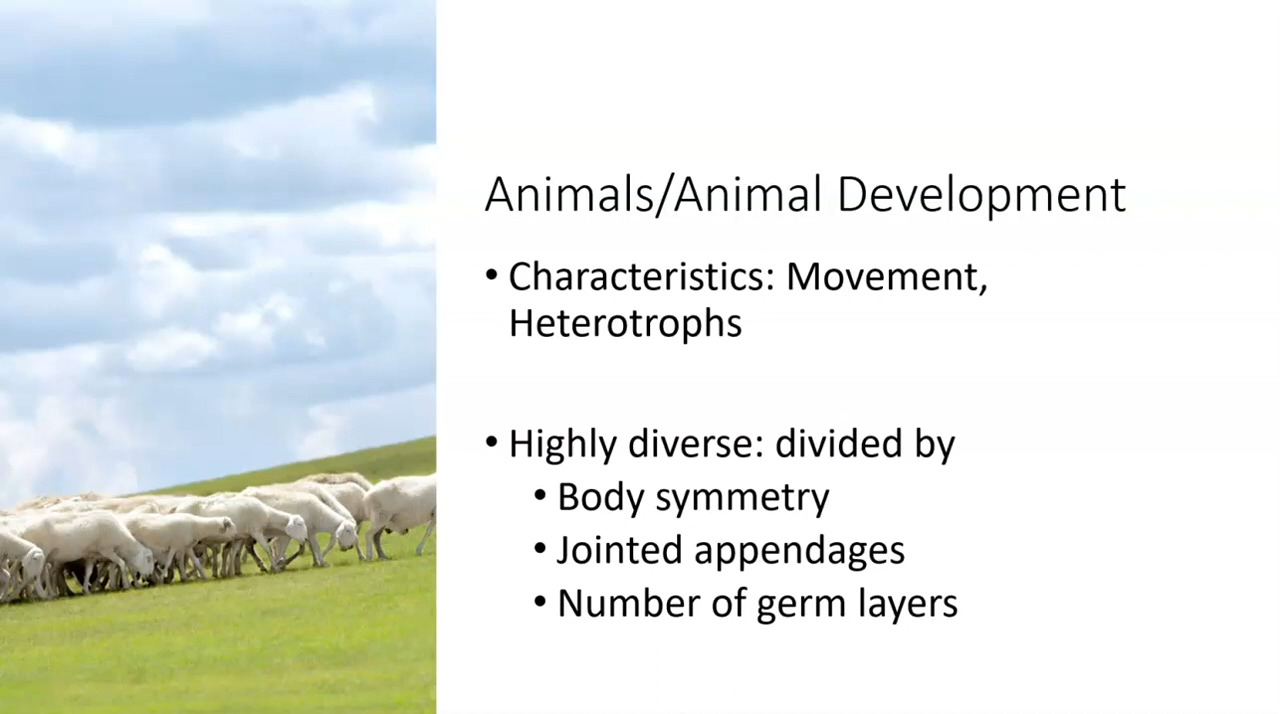 Animals/Animal Development
• Characteristics: Movement,
Heterotrophs
• Highly diverse: divided by
• Body symmetry
• Jointed appendages
• Number of germ layers